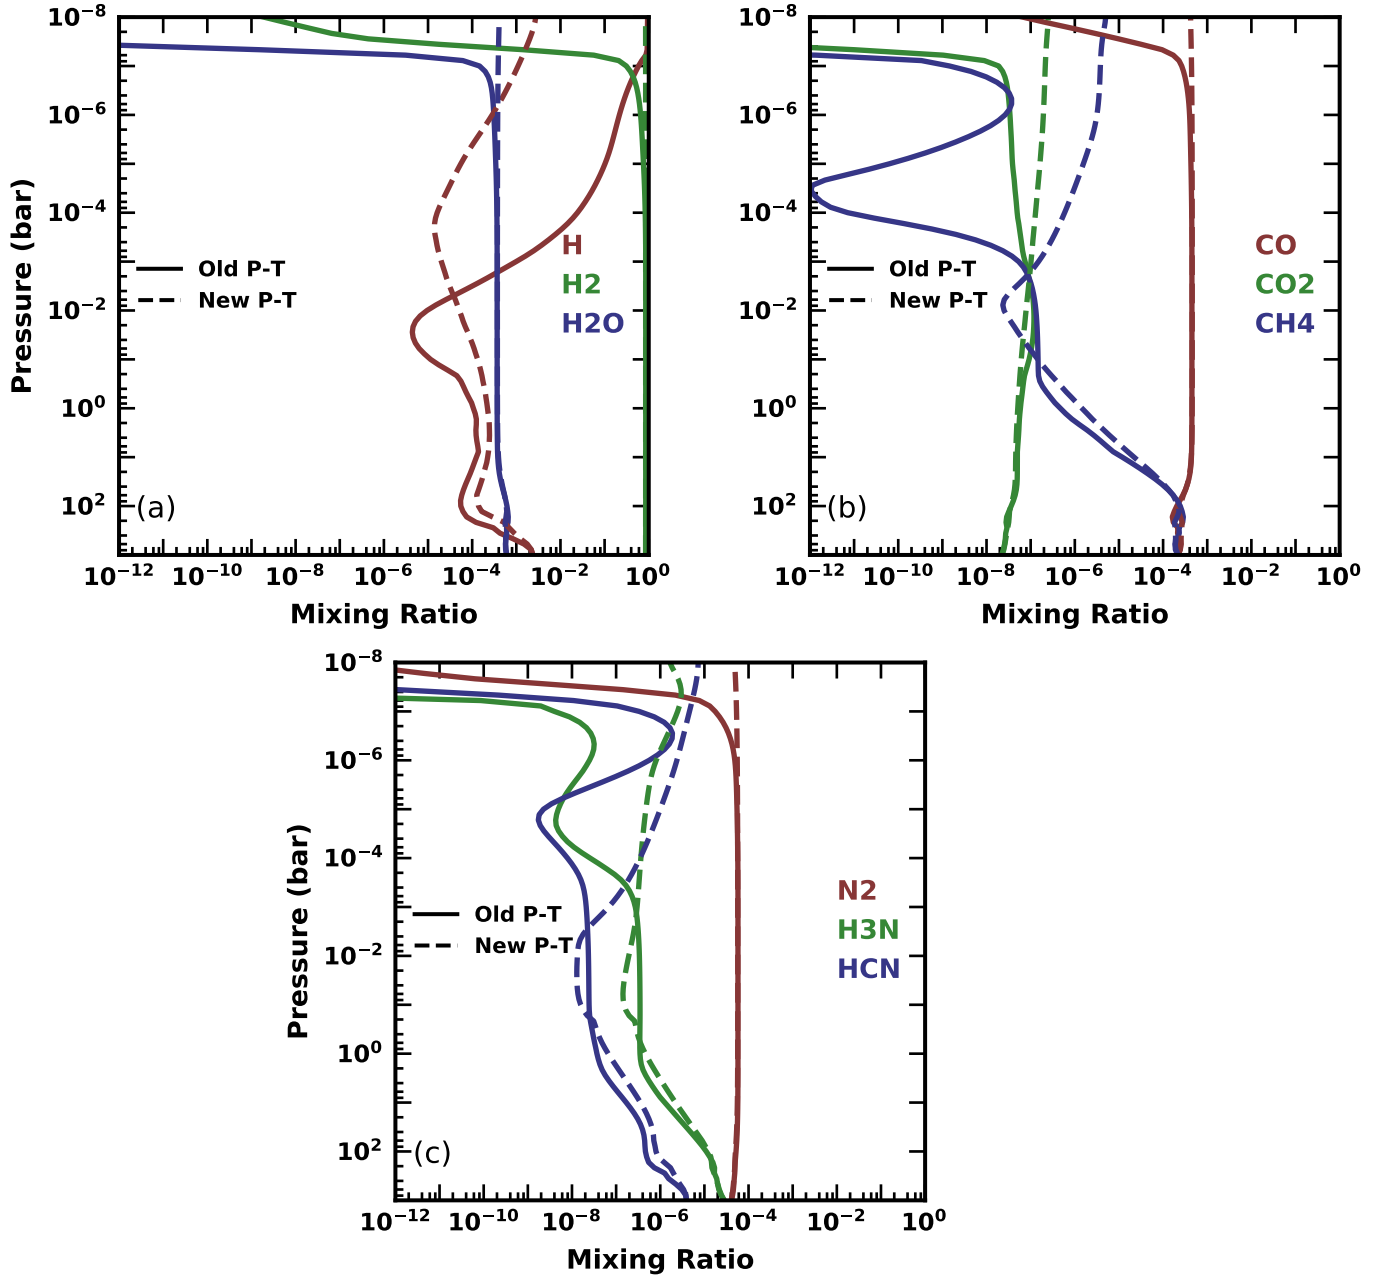 10⁻⁸
10⁻⁶
10⁻⁴
10⁻²
10⁰
10²
Pressure (bar)
Old P-T
New P-T
H
H2
H2O
(a)
10⁻¹² 10⁻¹⁰ 10⁻⁸ 10⁻⁶ 10⁻⁴ 10⁻² 10⁰
Mixing Ratio
10⁻⁸
10⁻⁶
10⁻⁴
10⁻²
10⁰
10²
Old P-T
New P-T
CO
CO2
CH4
(b)
10⁻¹² 10⁻¹⁰ 10⁻⁸ 10⁻⁶ 10⁻⁴ 10⁻² 10⁰
Mixing Ratio
10⁻⁸
10⁻⁶
10⁻⁴
10⁻²
10⁰
10²
Pressure (bar)
Old P-T
New P-T
N2
H3N
HCN
(c)
10⁻¹² 10⁻¹⁰ 10⁻⁸ 10⁻⁶ 10⁻⁴ 10⁻² 10⁰
Mixing Ratio